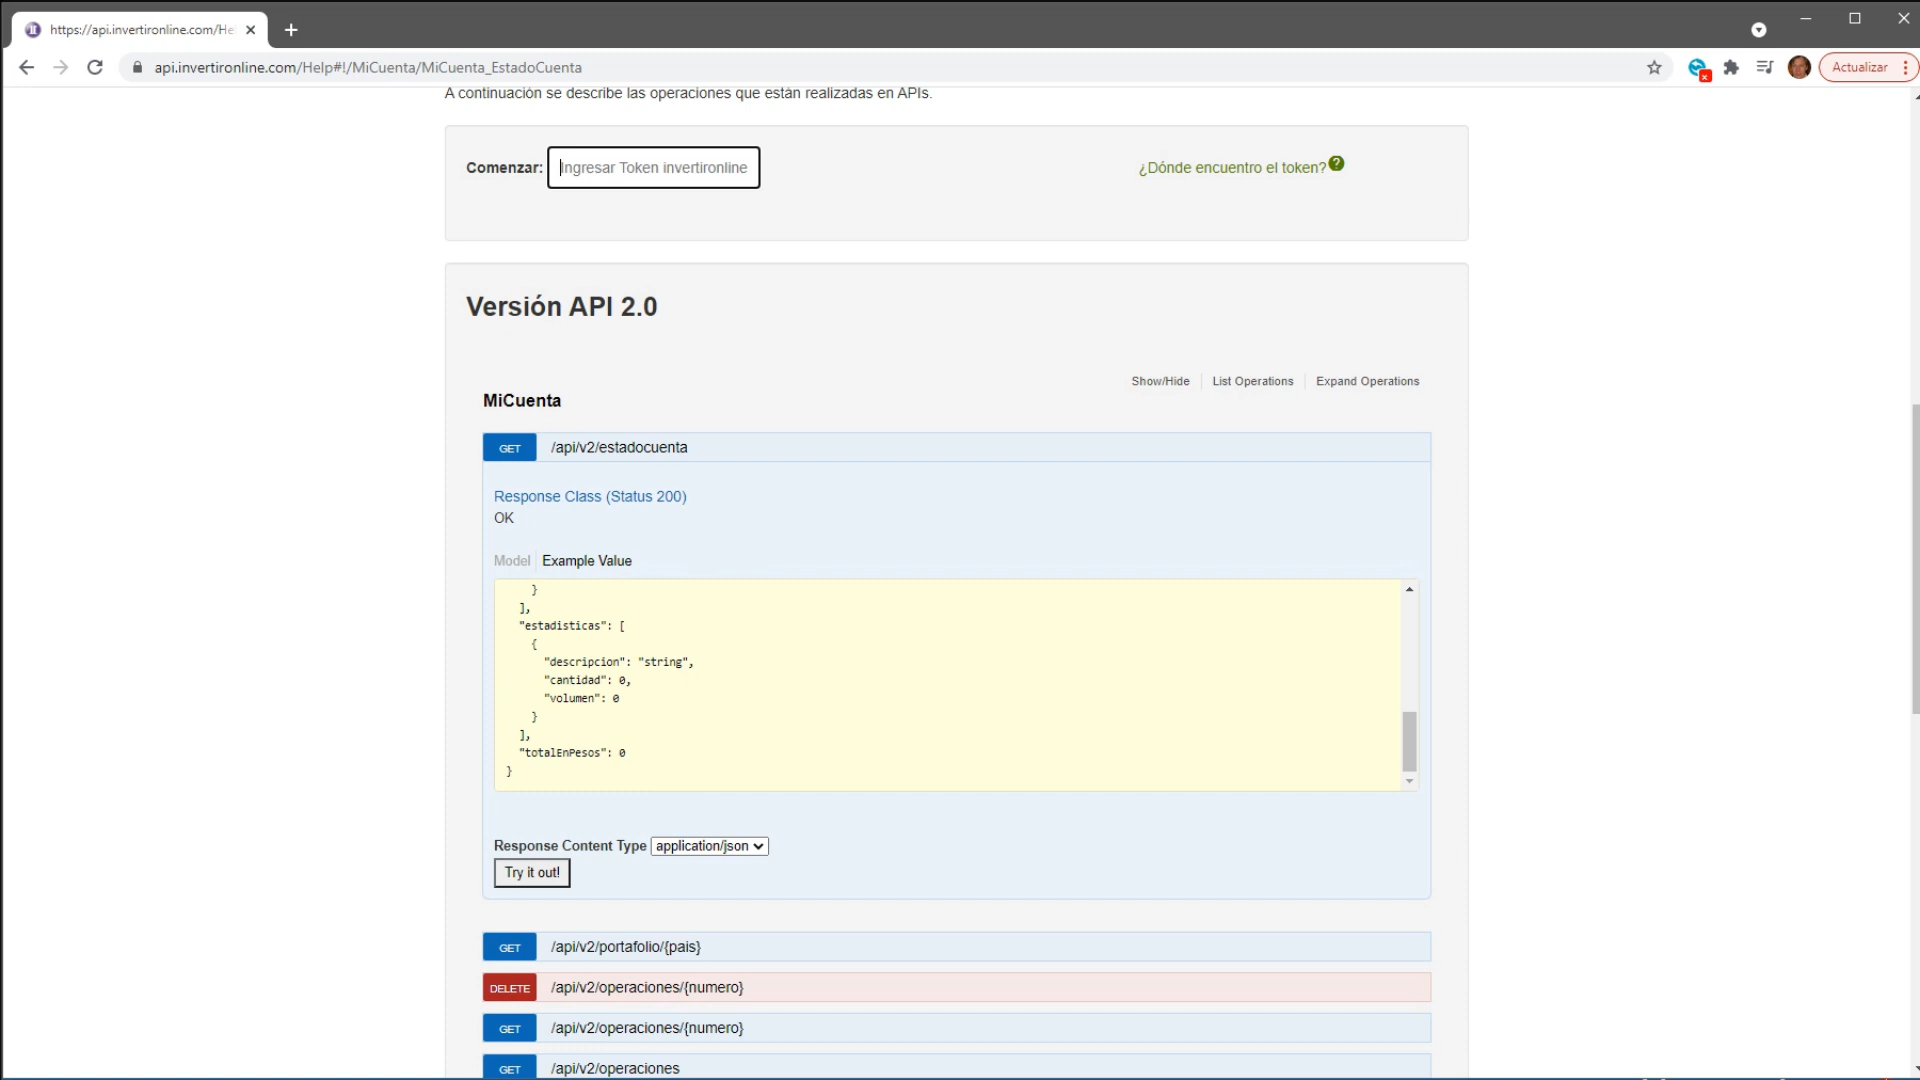 https://api.invertironline.com/He
api.invertironline.com/Help#!/MiCuenta/MiCuenta_EstadoCuenta
Actualizar
A continuación se describe las operaciones que están realizadas en APIs.
Comenzar: Ingresar Token invertironline
¿Dónde encuentro el token?
Versión API 2.0
Show/Hide List Operations Expand Operations
MiCuenta
GET /api/v2/estadocuenta
Response Class (Status 200)
OK
Model Example Value
}
],
"estadisticas": [
{
"descripcion": "string",
"cantidad": 0,
"volumen": 0
}
],
"totalEnPesos": 0
}
Response Content Type application/json
Try it out!
GET /api/v2/portafolio/{pais}
DELETE /api/v2/operaciones/{numero}
GET /api/v2/operaciones/{numero}
GET /api/v2/operaciones